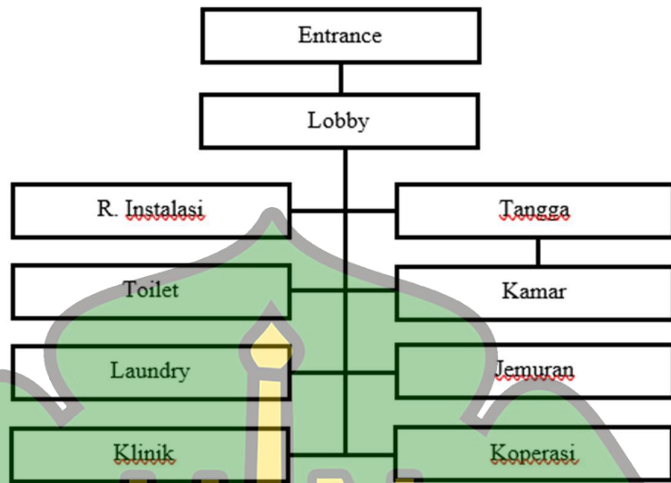 Entrance
Lobby
R. Instalasi
Tangga
Toilet
Kamar
Laundry
Jemuran
Klinik
Koperasi